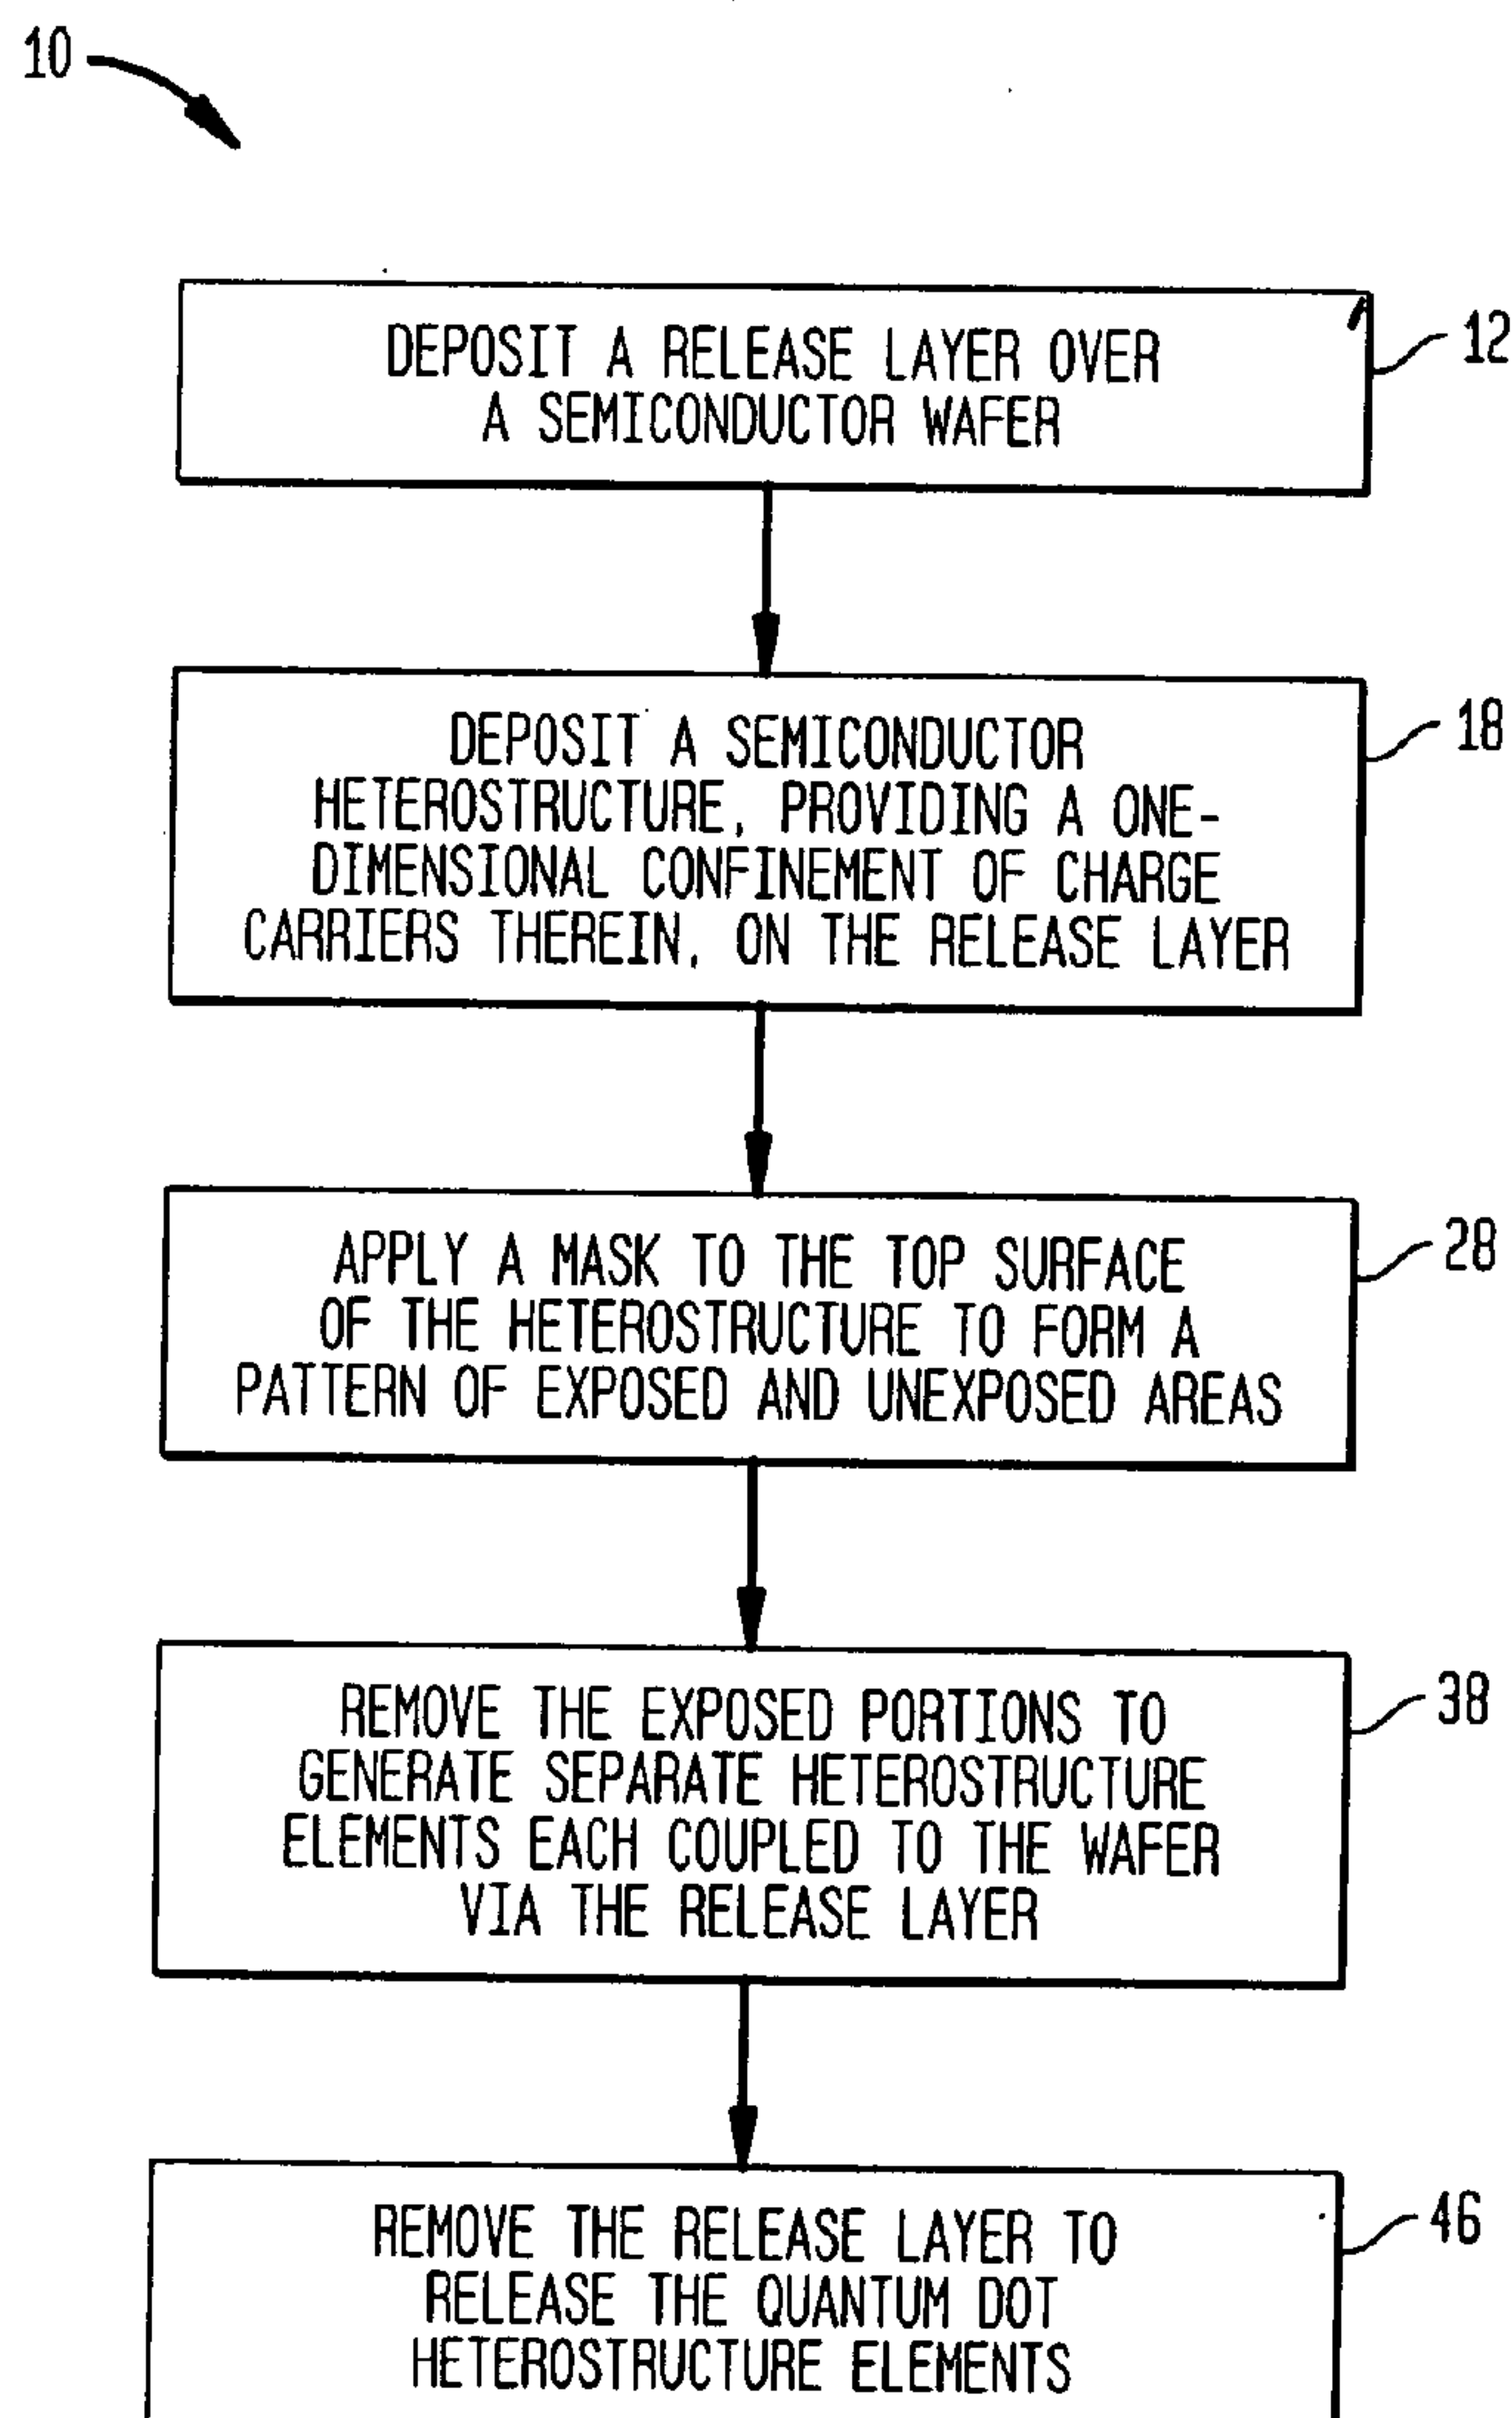 10
DEPOSIT A RELEASE LAYER OVER
A SEMICONDUCTOR WAFER
12
DEPOSIT A SEMICONDUCTOR
HETEROSTRUCTURE, PROVIDING A ONE-
DIMENSIONAL CONFINEMENT OF CHARGE
CARRIERS THEREIN, ON THE RELEASE LAYER
18
APPLY A MASK TO THE TOP SURFACE
OF THE HETEROSTRUCTURE TO FORM A
PATTERN OF EXPOSED AND UNEXPOSED AREAS
28
REMOVE THE EXPOSED PORTIONS TO
GENERATE SEPARATE HETEROSTRUCTURE
ELEMENTS EACH COUPLED TO THE WAFER
VIA THE RELEASE LAYER
38
REMOVE THE RELEASE LAYER TO
RELEASE THE QUANTUM DOT
HETEROSTRUCTURE ELEMENTS
46